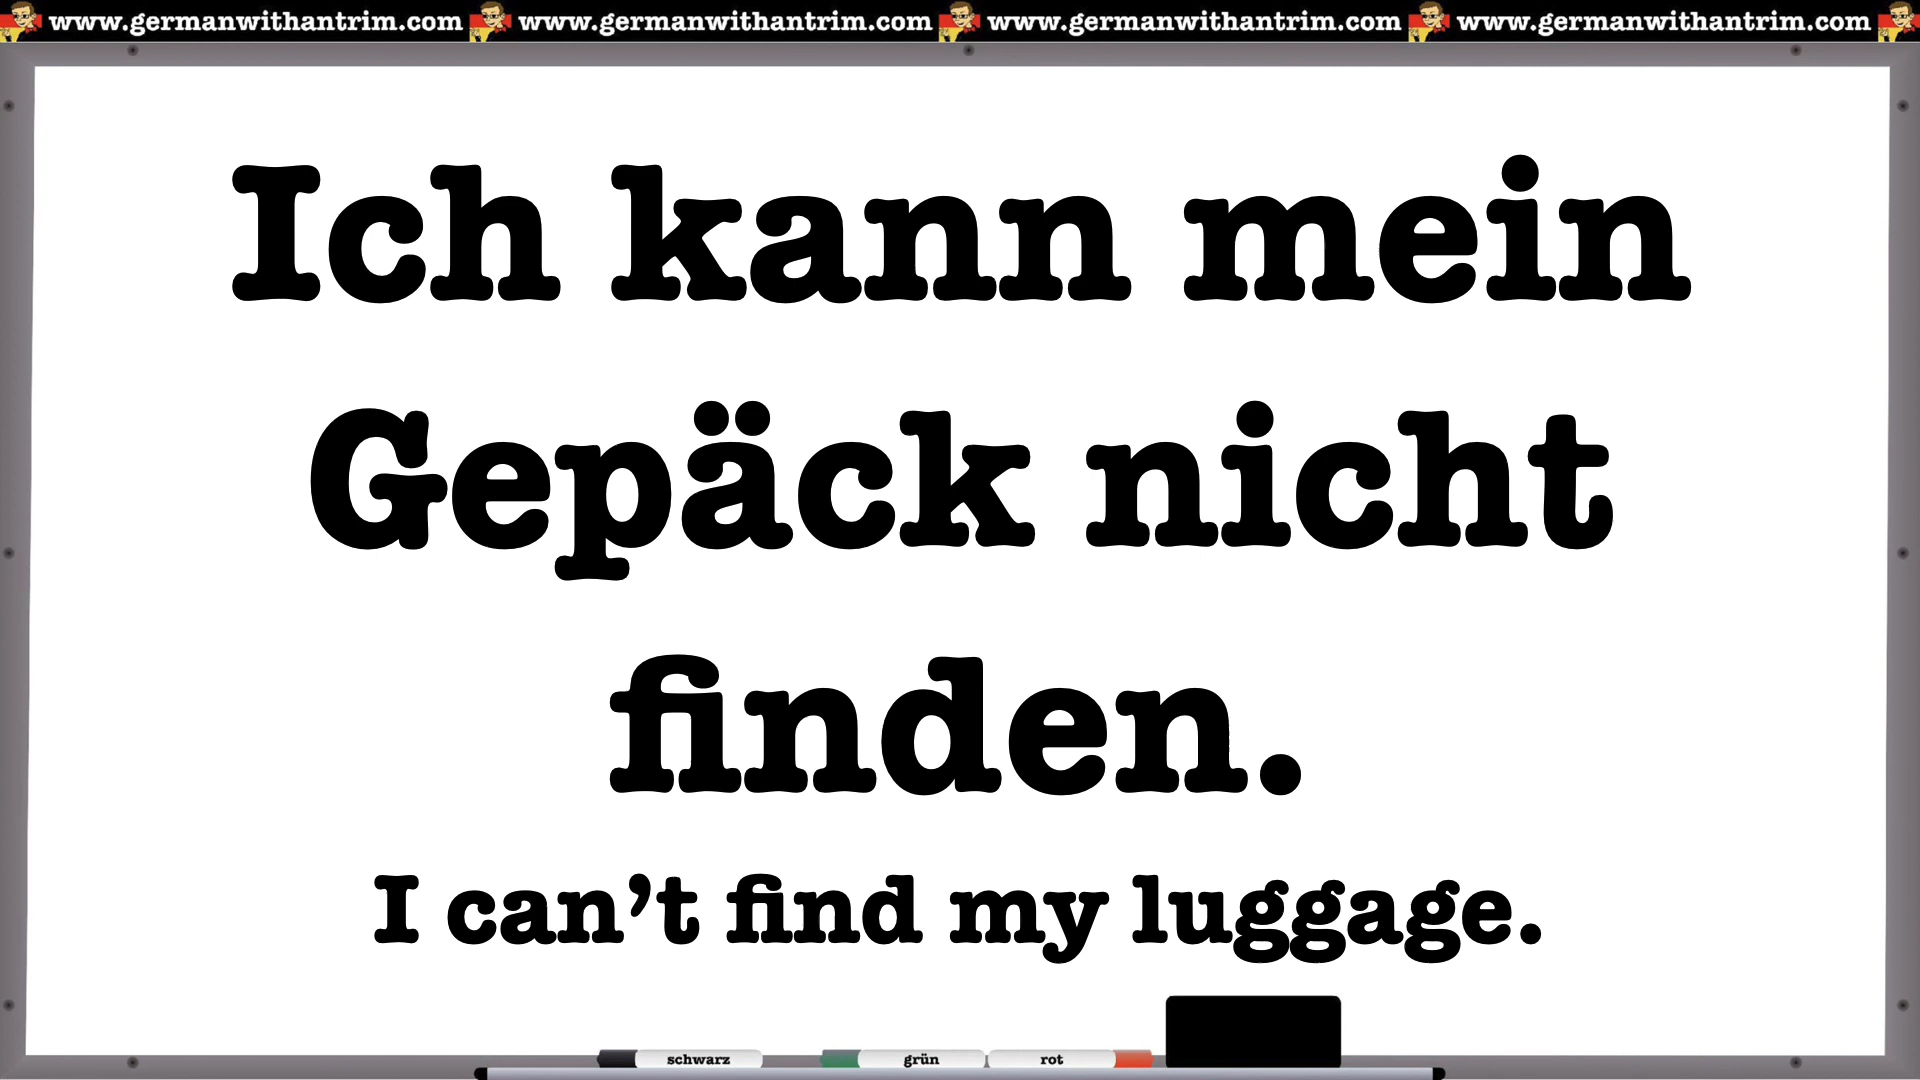 www.germanwithantrim.com www.germanwithantrim.com www.germanwithantrim.com www.germanwithantrim.com
Ich kann mein
Gepäck nicht
finden.
I can’t find my luggage.
schwarz grün rot